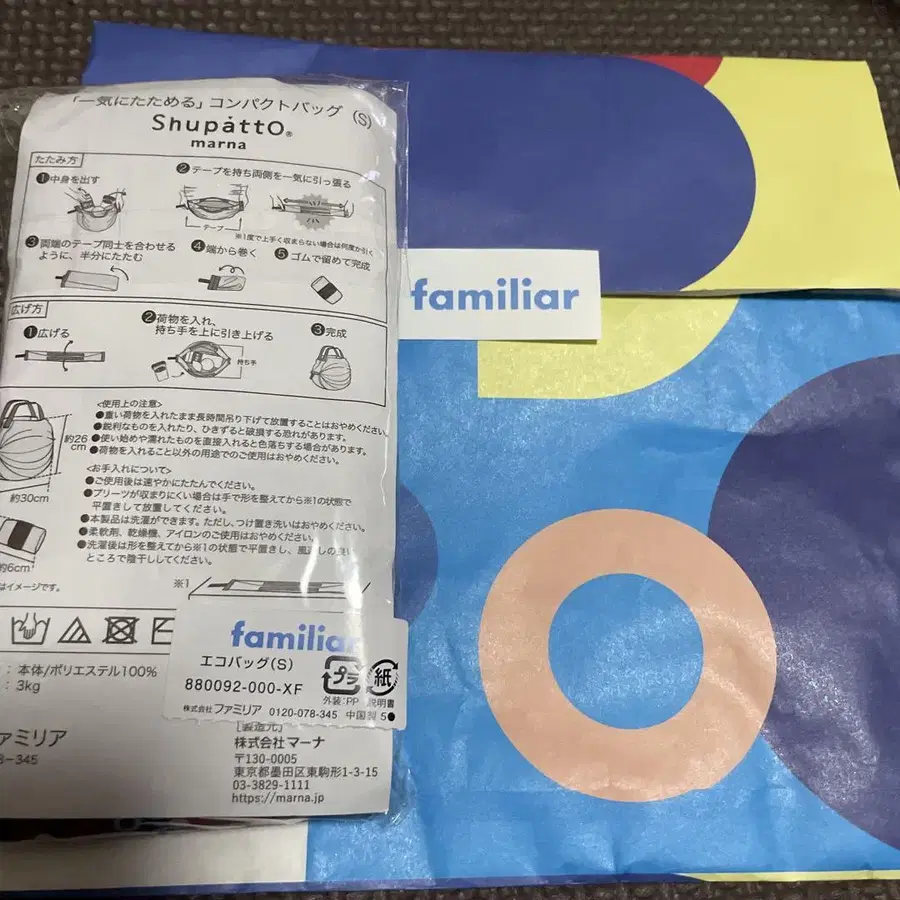 「一気にたためる」コンパクトバッグ (S)
Shupatto®
marna
たたみ方
❶中身を出す
❷テープを持ち両側を一気に引っ張る
※1度で上手く収まらない場合は何度か引く
❸両端のテープ同士を合わせる
ように、半分にたたむ
❹端から巻く
❺ゴムで留めて完成
広げ方
❶広げる
❷荷物を入れ、
持ち手を上に引き上げる
持ち手
❸完成
約26
cm
約30cm
約6cm
はイメージです。
<使用上の注意>
●重い荷物を入れたまま長時間吊り下げて放置することはおやめください。
●鋭利なものを入れたり、ひきずると破損する恐れがあります。
●使い始めや濡れたものを直接入れると色落ちする場合があります。
●荷物を入れること以外の用途でのご使用はおやめください。
<お手入れについて>
●ご使用後は速やかにたたんでください。
●プリーツが収まりにくい場合は手で形を整えてから※1の状態で
平置きして放置してください。
●本製品は洗濯ができます。ただし、つけ置き洗いはおやめください。
●柔軟剤、乾燥機、アイロンのご使用はおやめください。
●洗濯後は形を整えてから※1の状態で平置きし、風通しの良い
ところで陰干ししてください。
※1
: 本体/ポリエステル100%
: 3kg
ファミリア
8-345
familiar
エコバッグ(S)
880092-000-XF
プラ
紙
外装:PP 説明書
株式会社ファミリア 0120-078-345 中国製 5●
[製造元]
株式会社マーナ
〒130-0005
東京都墨田区東駒形1-3-15
03-3829-1111
https://marna.jp
familiar